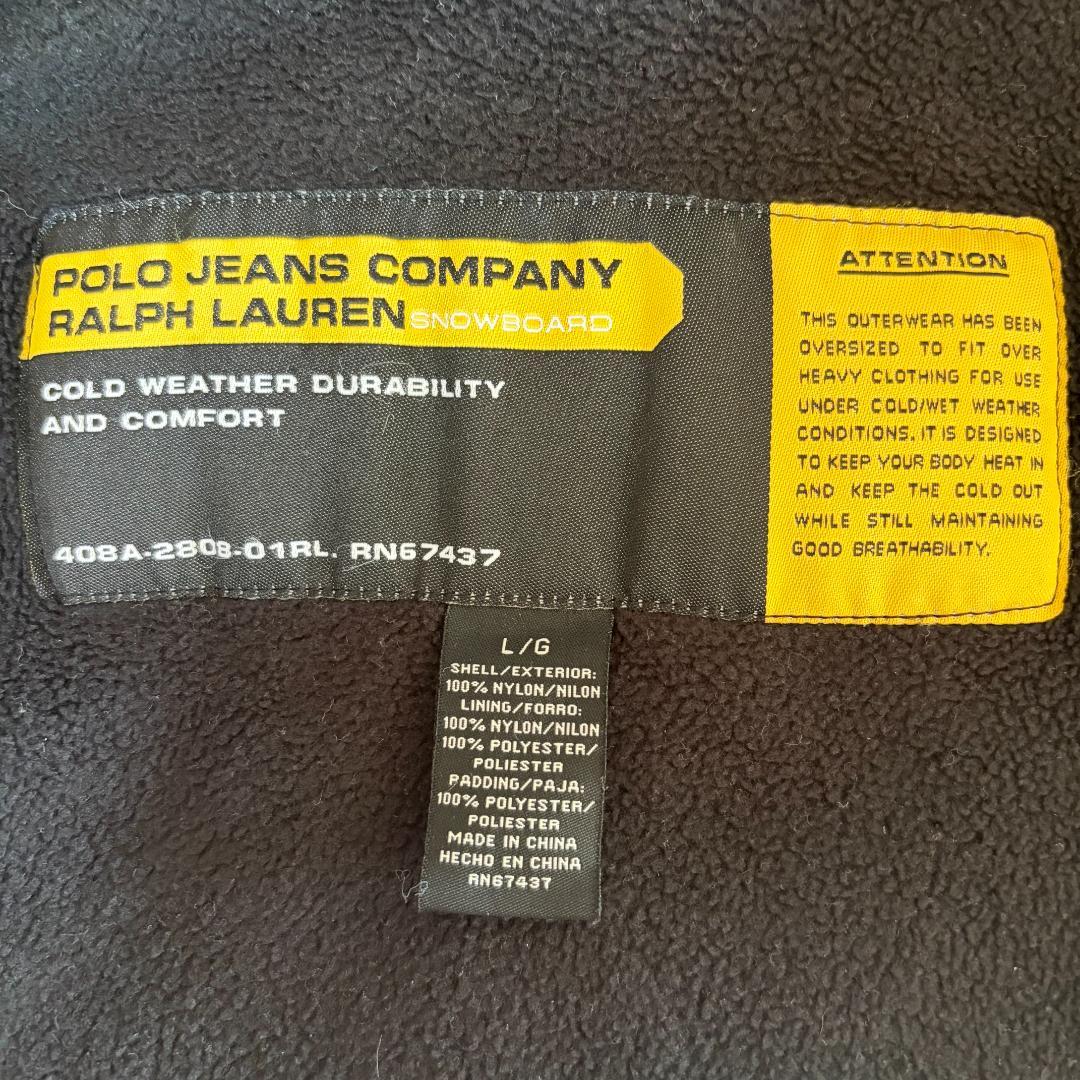 POLO JEANS COMPANY
RALPH LAUREN SNOWBOARD
COLD WEATHER DURABILITY
AND COMFORT
408A-2808-01RL. RN67437
ATTENTION
THIS OUTERWEAR HAS BEEN
OVERSIZED TO FIT OVER
HEAVY CLOTHING FOR USE
UNDER COLD/WET WEATHER
CONDITIONS. IT IS DESIGNED
TO KEEP YOUR BODY HEAT IN
AND KEEP THE COLD OUT
WHILE STILL MAINTAINING
GOOD BREATHABILITY.
L/G
SHELL/EXTERIOR:
100% NYLON/NILON
LINING/FORRO:
100% NYLON/NILON
100% POLYESTER/
POLIESTER
PADDING/PAJA:
100% POLYESTER/
POLIESTER
MADE IN CHINA
HECHO EN CHINA
RN67437